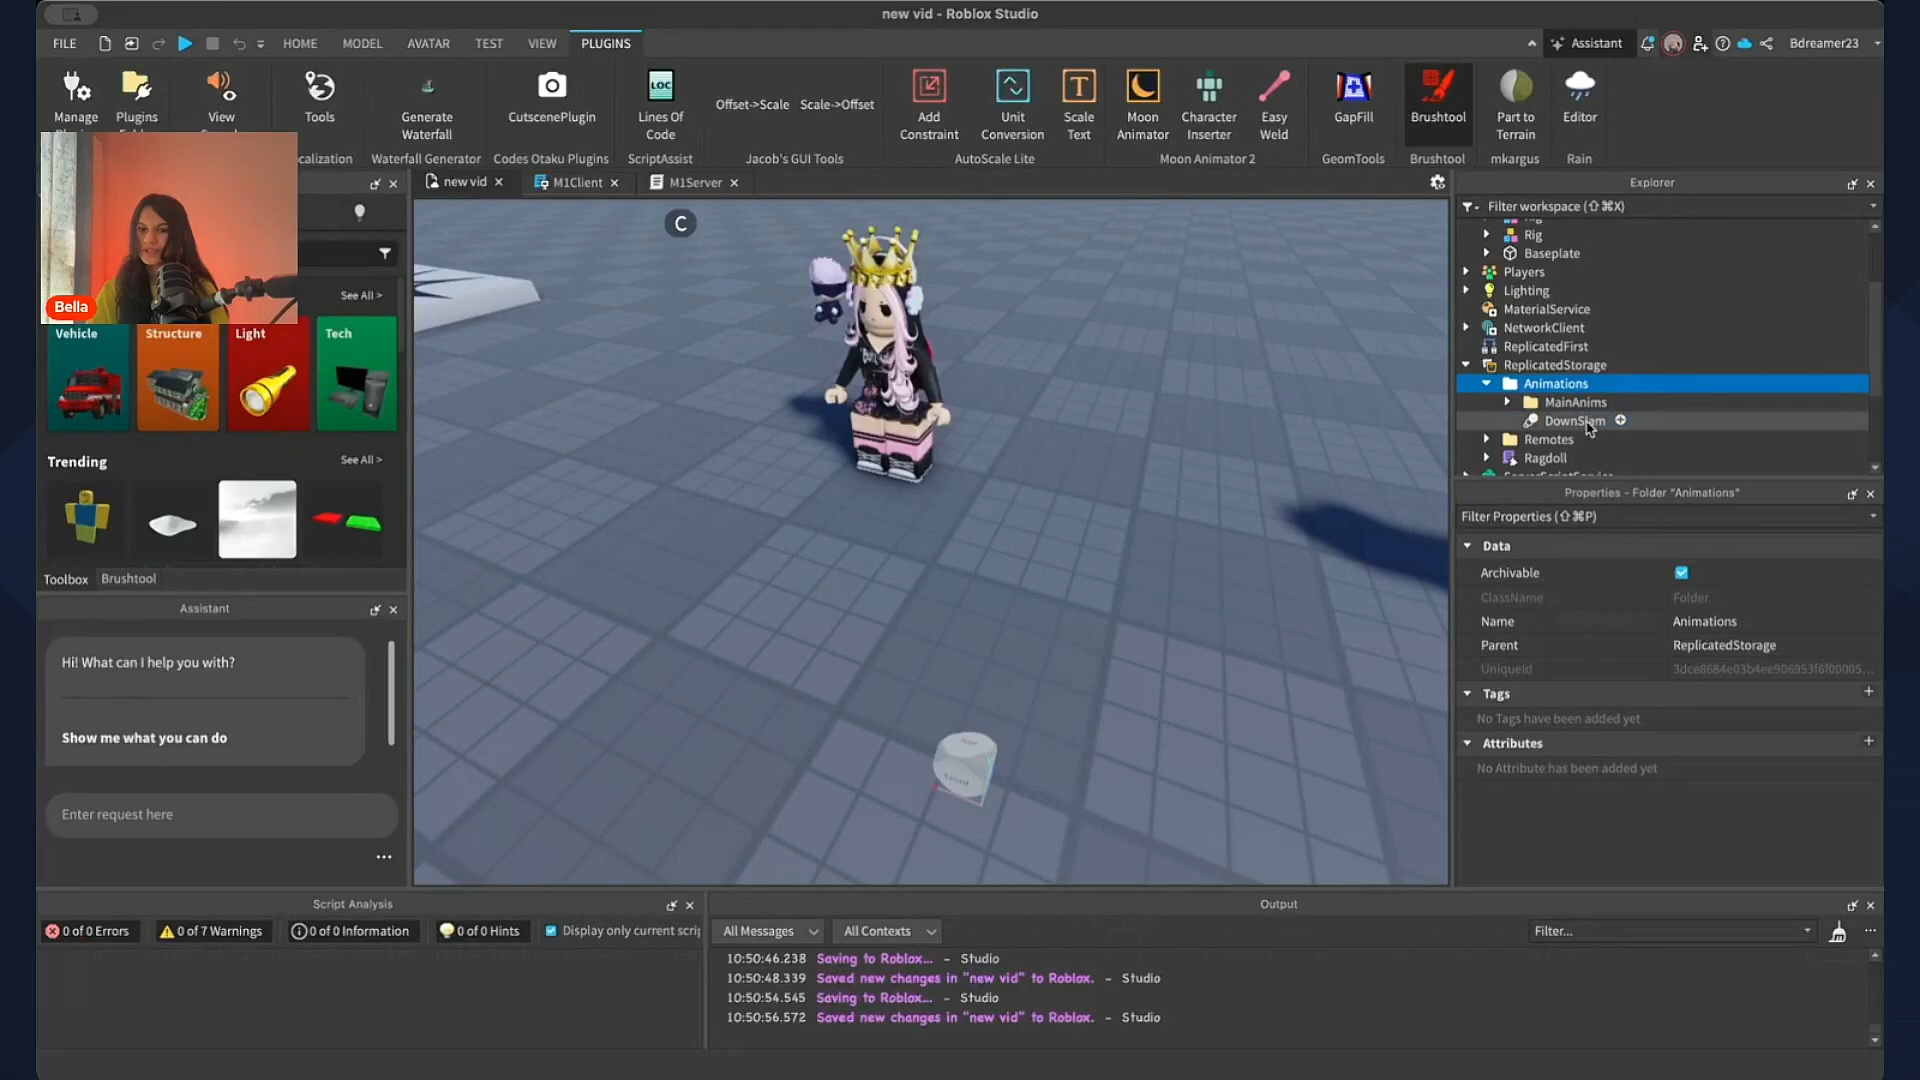 new vid - Roblox Studio
FILE
HOME
MODEL
AVATAR
TEST
VIEW
PLUGINS
Assistant
Bdreamer23
Manage
Plugins
View
Tools
Generate
Waterfall
CutscenePlugin
LOC
Lines Of
Code
Offset->Scale
Scale->Offset
Add
Constraint
Unit
Conversion
T
Scale
Text
Moon
Animator
Character
Inserter
Easy
Weld
GapFill
Brushtool
Part to
Terrain
Editor
Waterfall Generator
Codes Otaku Plugins
ScriptAssist
Jacob's GUI Tools
AutoScale Lite
Moon Animator 2
GeomTools
Brushtool
mkargus
Rain
Bella
See All >
Vehicle
Structure
Light
Tech
Trending
See All >
Toolbox
Brushtool
Assistant
Hi! What can I help you with?
Show me what you can do
Enter request here
new vid
M1Client
M1Server
C
Front
Explorer
Filter workspace (⇧⌘X)
Rig
Rig
Baseplate
Players
Lighting
MaterialService
NetworkClient
ReplicatedFirst
ReplicatedStorage
Animations
MainAnims
DownSlam
Remotes
Ragdoll
Properties - Folder "Animations"
Filter Properties (⇧⌘P)
Data
Archivable
ClassName
Folder
Name
Animations
Parent
ReplicatedStorage
UniqueId
3dce8684e03b4ee906953f6f00005...
Tags
No Tags have been added yet
Attributes
No Attribute has been added yet
Script Analysis
0 of 0 Errors
0 of 7 Warnings
0 of 0 Information
0 of 0 Hints
Display only current scrip
Output
All Messages
All Contexts
Filter...
10:50:46.238 Saving to Roblox... - Studio
10:50:48.339 Saved new changes in "new vid" to Roblox. - Studio
10:50:54.545 Saving to Roblox... - Studio
10:50:56.572 Saved new changes in "new vid" to Roblox. - Studio